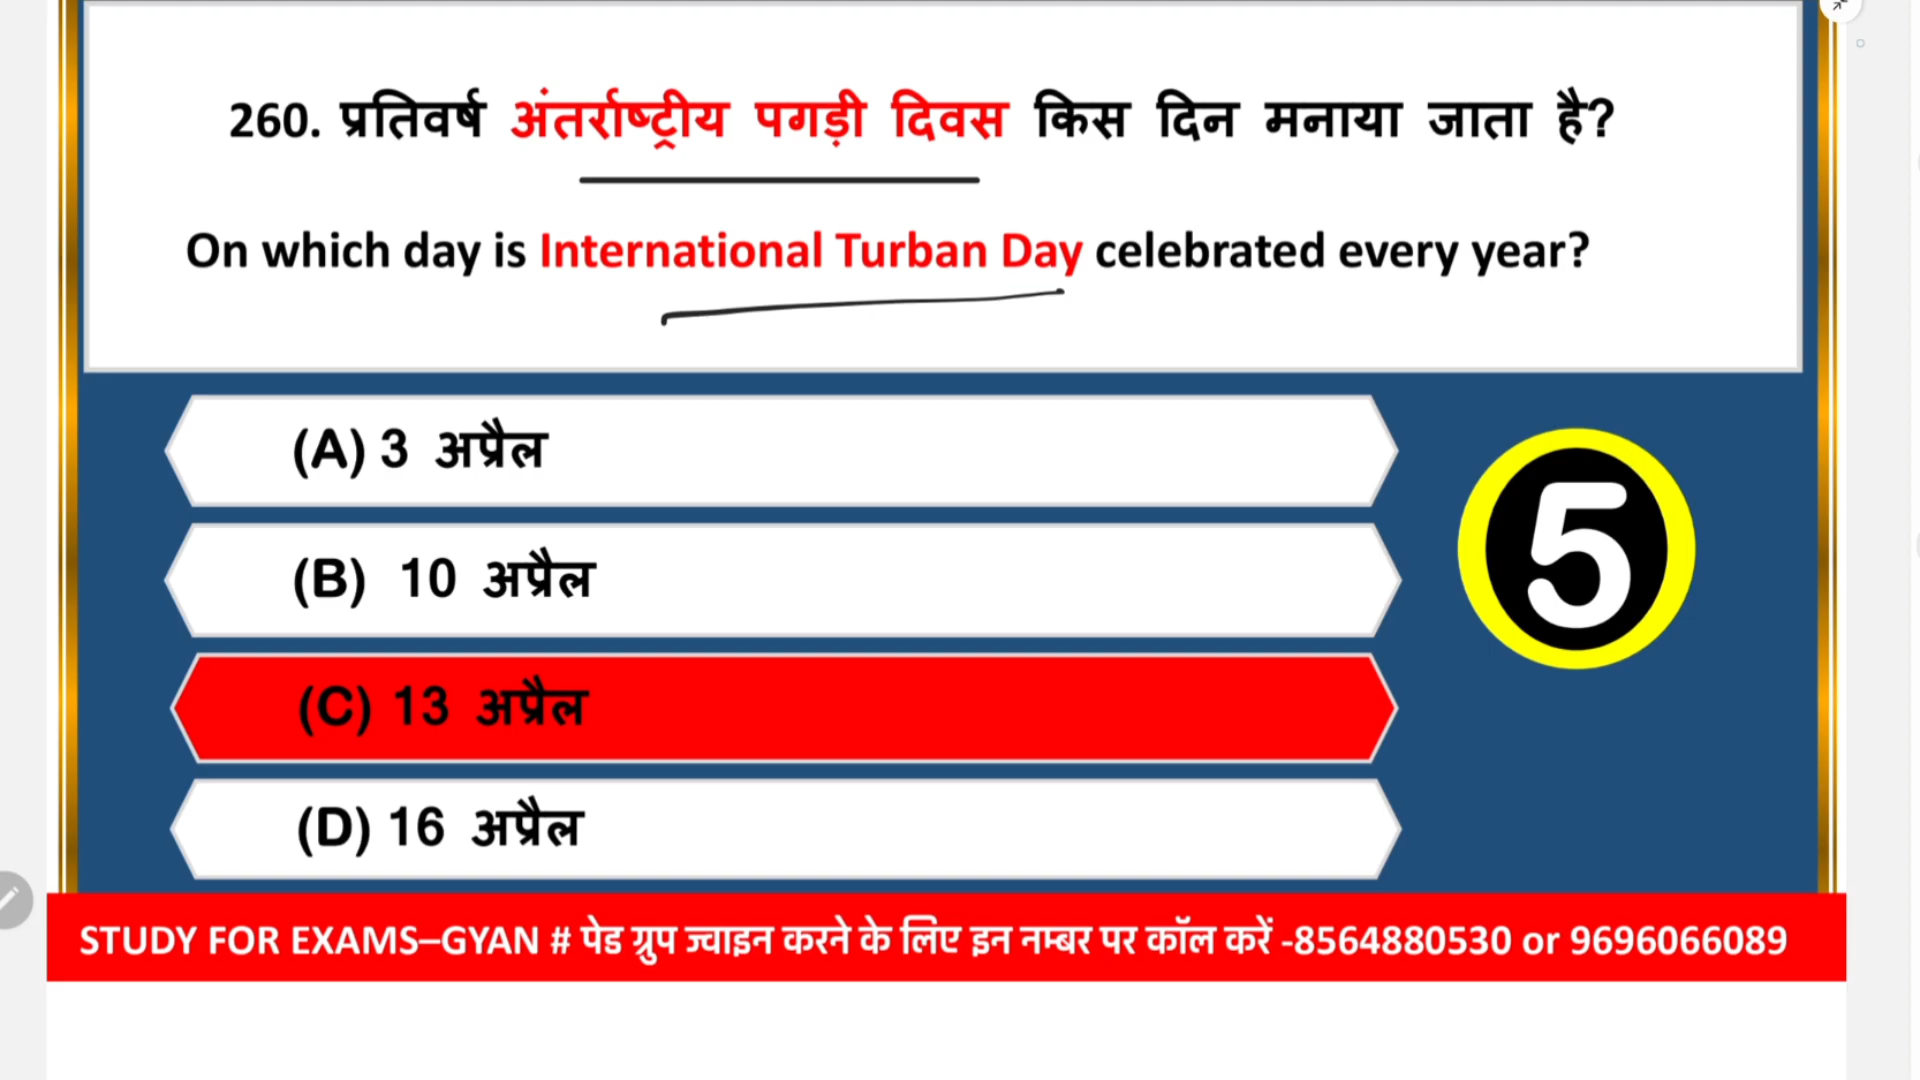 260. प्रतिवर्ष अंतर्राष्ट्रीय पगड़ी दिवस किस दिन मनाया जाता है?
On which day is International Turban Day celebrated every year?
(A) 3 अप्रैल
(B) 10 अप्रैल
5
(C) 13 अप्रैल
(D) 16 अप्रैल
STUDY FOR EXAMS–GYAN # पेड ग्रुप ज्वाइन करने के लिए इन नम्बर पर कॉल करें -8564880530 or 9696066089